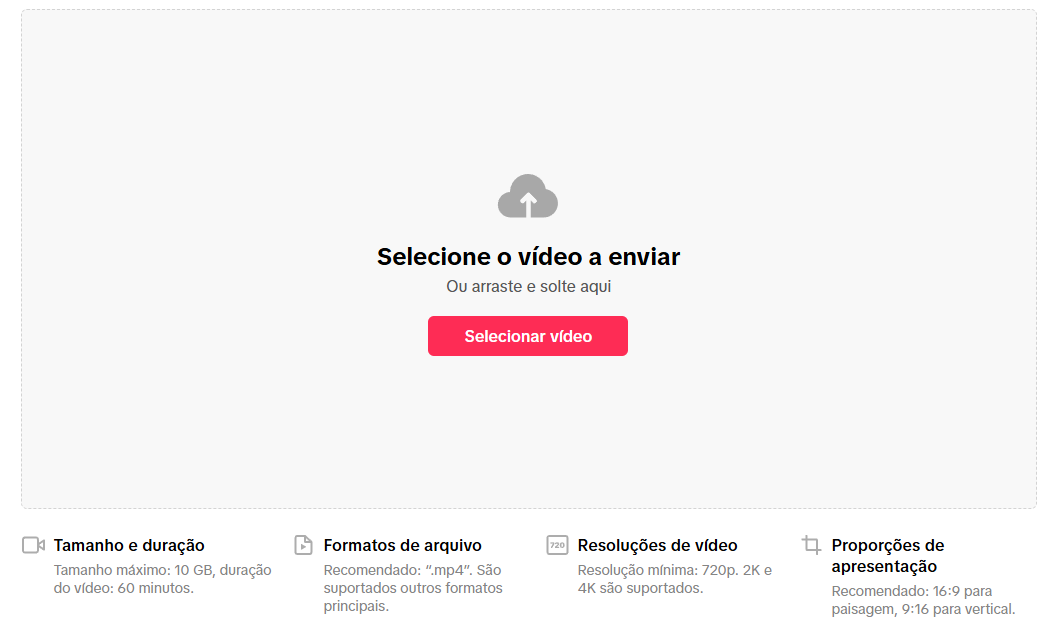 Selecione o vídeo a enviar
Ou arraste e solte aqui
Selecionar vídeo
Tamanho e duração
Tamanho máximo: 10 GB, duração
do vídeo: 60 minutos.
Formatos de arquivo
Recomendado: “.mp4”. São
suportados outros formatos
principais.
720
Resoluções de vídeo
Resolução mínima: 720p. 2K e
4K são suportados.
Proporções de
apresentação
Recomendado: 16:9 para
paisagem, 9:16 para vertical.